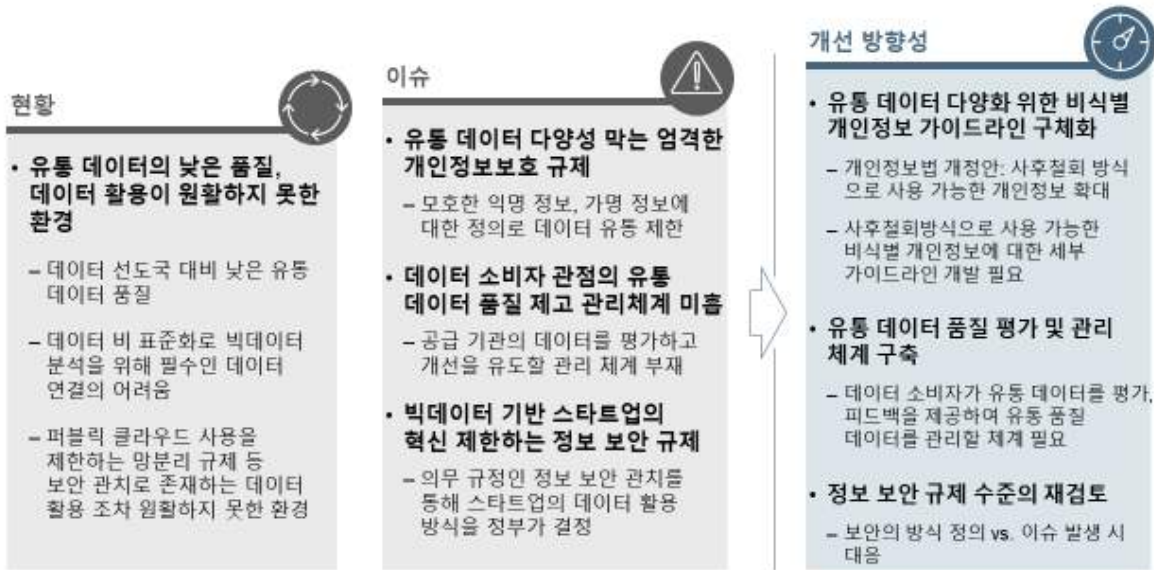 현황
• 유통 데이터의 낮은 품질,
데이터 활용이 원활하지 못한
환경
– 데이터 선도국 대비 낮은 유통
데이터 품질
– 데이터 비 표준화로 빅데이터
분석을 위해 필수인 데이터
연결의 어려움
– 퍼블릭 클라우드 사용을
제한하는 망분리 규제 등
보안 관치로 존재하는 데이터
활용 조차 원활하지 못한 환경
이슈
• 유통 데이터 다양성 막는 엄격한
개인정보보호 규제
– 모호한 익명 정보, 가명 정보에
대한 정의로 데이터 유통 제한
• 데이터 소비자 관점의 유통
데이터 품질 제고 관리체계 미흡
– 공급 기관의 데이터를 평가하고
개선을 유도할 관리 체계 부재
• 빅데이터 기반 스타트업의
혁신 제한하는 정보 보안 규제
– 의무 규정인 정보 보안 관치를
통해 스타트업의 데이터 활용
방식을 정부가 결정
개선 방향성
• 유통 데이터 다양화 위한 비식별
개인정보 가이드라인 구체화
– 개인정보법 개정안: 사후철회 방식
으로 사용 가능한 개인정보 확대
– 사후철회방식으로 사용 가능한
비식별 개인정보에 대한 세부
가이드라인 개발 필요
• 유통 데이터 품질 평가 및 관리
체계 구축
– 데이터 소비자가 유통 데이터를 평가,
피드백을 제공하여 유통 품질
데이터를 관리할 체계 필요
• 정보 보안 규제 수준의 재검토
– 보안의 방식 정의 vs. 이슈 발생 시
대응